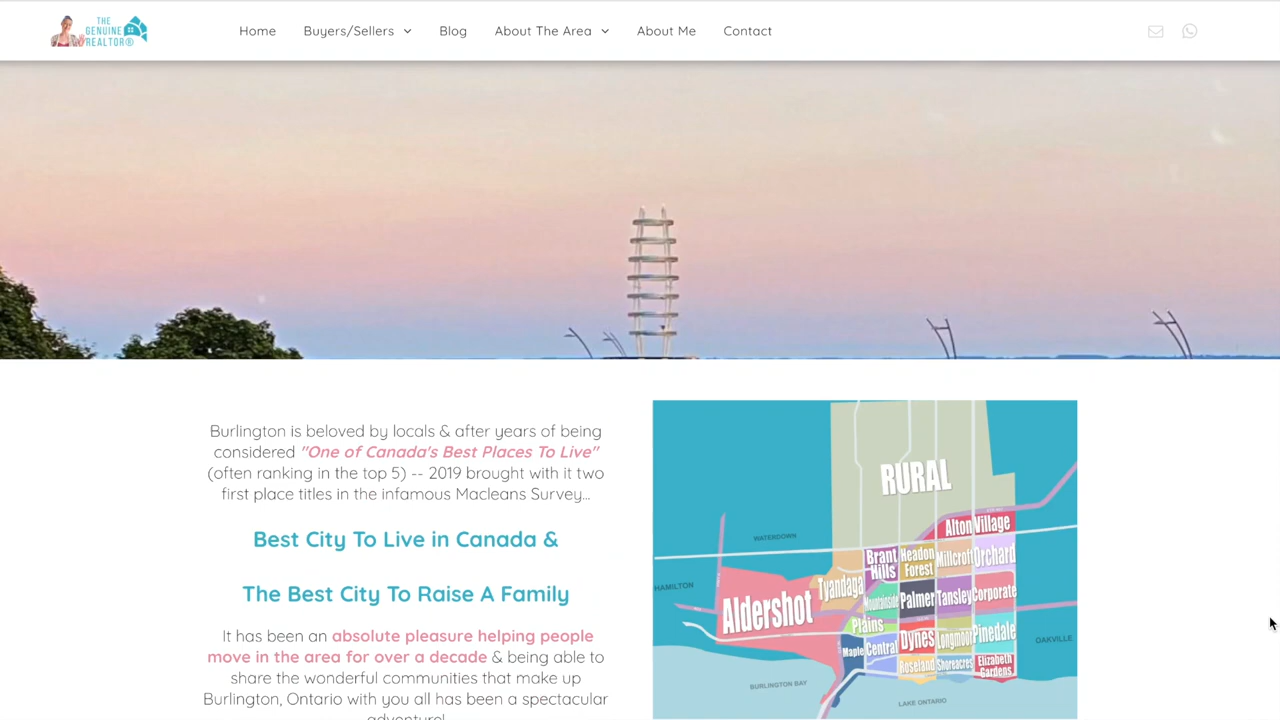 THE
GENUINE
REALTOR®
Home
Buyers/Sellers
Blog
About The Area
About Me
Contact
Burlington is beloved by locals & after years of being
considered "One of Canada's Best Places To Live"
(often ranking in the top 5) -- 2019 brought with it two
first place titles in the infamous Macleans Survey...
Best City To Live in Canada &
The Best City To Raise A Family
It has been an absolute pleasure helping people
move in the area for over a decade & being able to
share the wonderful communities that make up
Burlington, Ontario with you all has been a spectacular
adventure!
RURAL
Alton Village
WATERDOWN
Brant
Hills
Headon
Forest
Millcroft
Orchard
HAMILTON
Tyandaga
Mountainside
Palmer
Tansley
Corporate
Aldershot
Plains
Dynes
Longmoor
Pinedale
OAKVILLE
Maple
Central
Roseland
Shoreacres
Elizabeth
Gardens
BURLINGTON BAY
LAKE ONTARIO